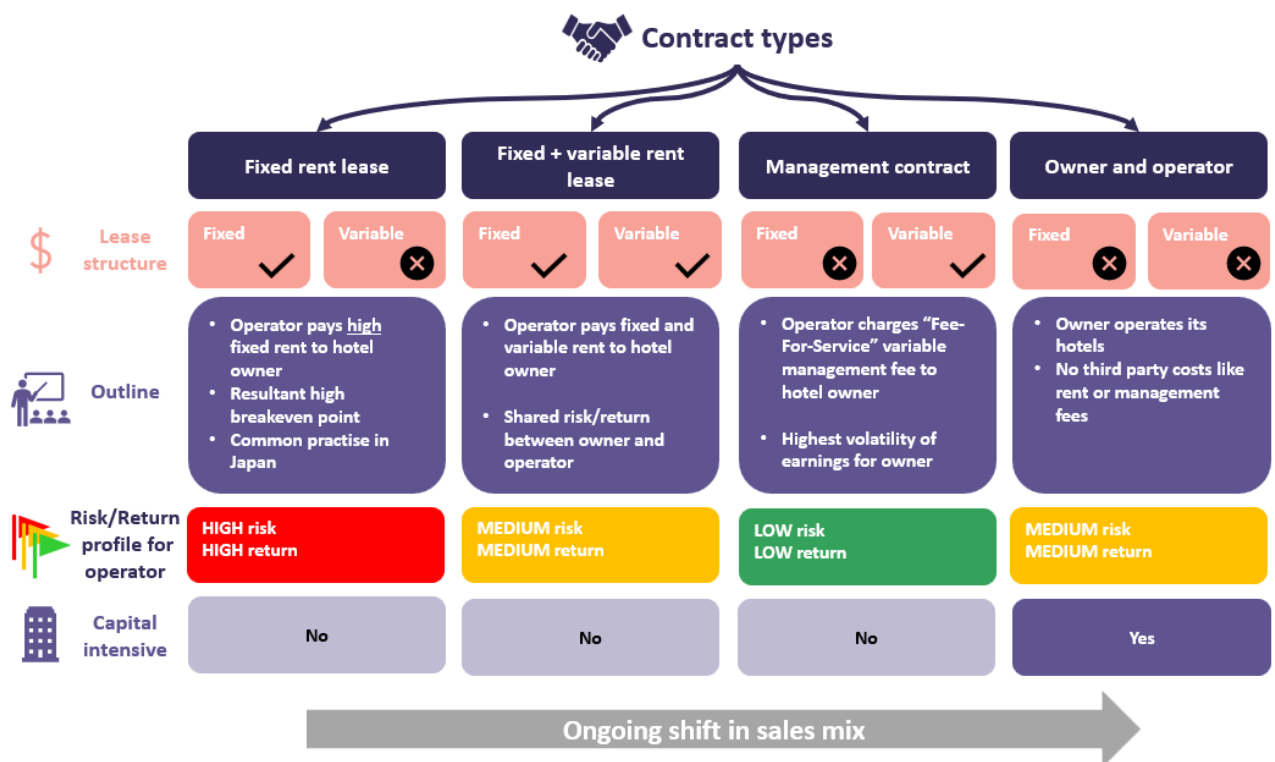 Contract types
Fixed rent lease
Fixed + variable rent
lease
Management contract
Owner and operator
Lease
structure
Fixed
Variable
Fixed
Variable
Fixed
Variable
Fixed
Variable
Outline
• Operator pays high
fixed rent to hotel
owner
• Resultant high
breakeven point
• Common practise in
Japan
• Operator pays fixed and
variable rent to hotel
owner
• Shared risk/return
between owner and
operator
• Operator charges “Fee-
For-Service” variable
management fee to
hotel owner
• Highest volatility of
earnings for owner
• Owner operates its
hotels
• No third party costs like
rent or management
fees
Risk/Return
profile for
operator
HIGH risk
HIGH return
MEDIUM risk
MEDIUM return
LOW risk
LOW return
MEDIUM risk
MEDIUM return
Capital
intensive
No
No
No
Yes
Ongoing shift in sales mix